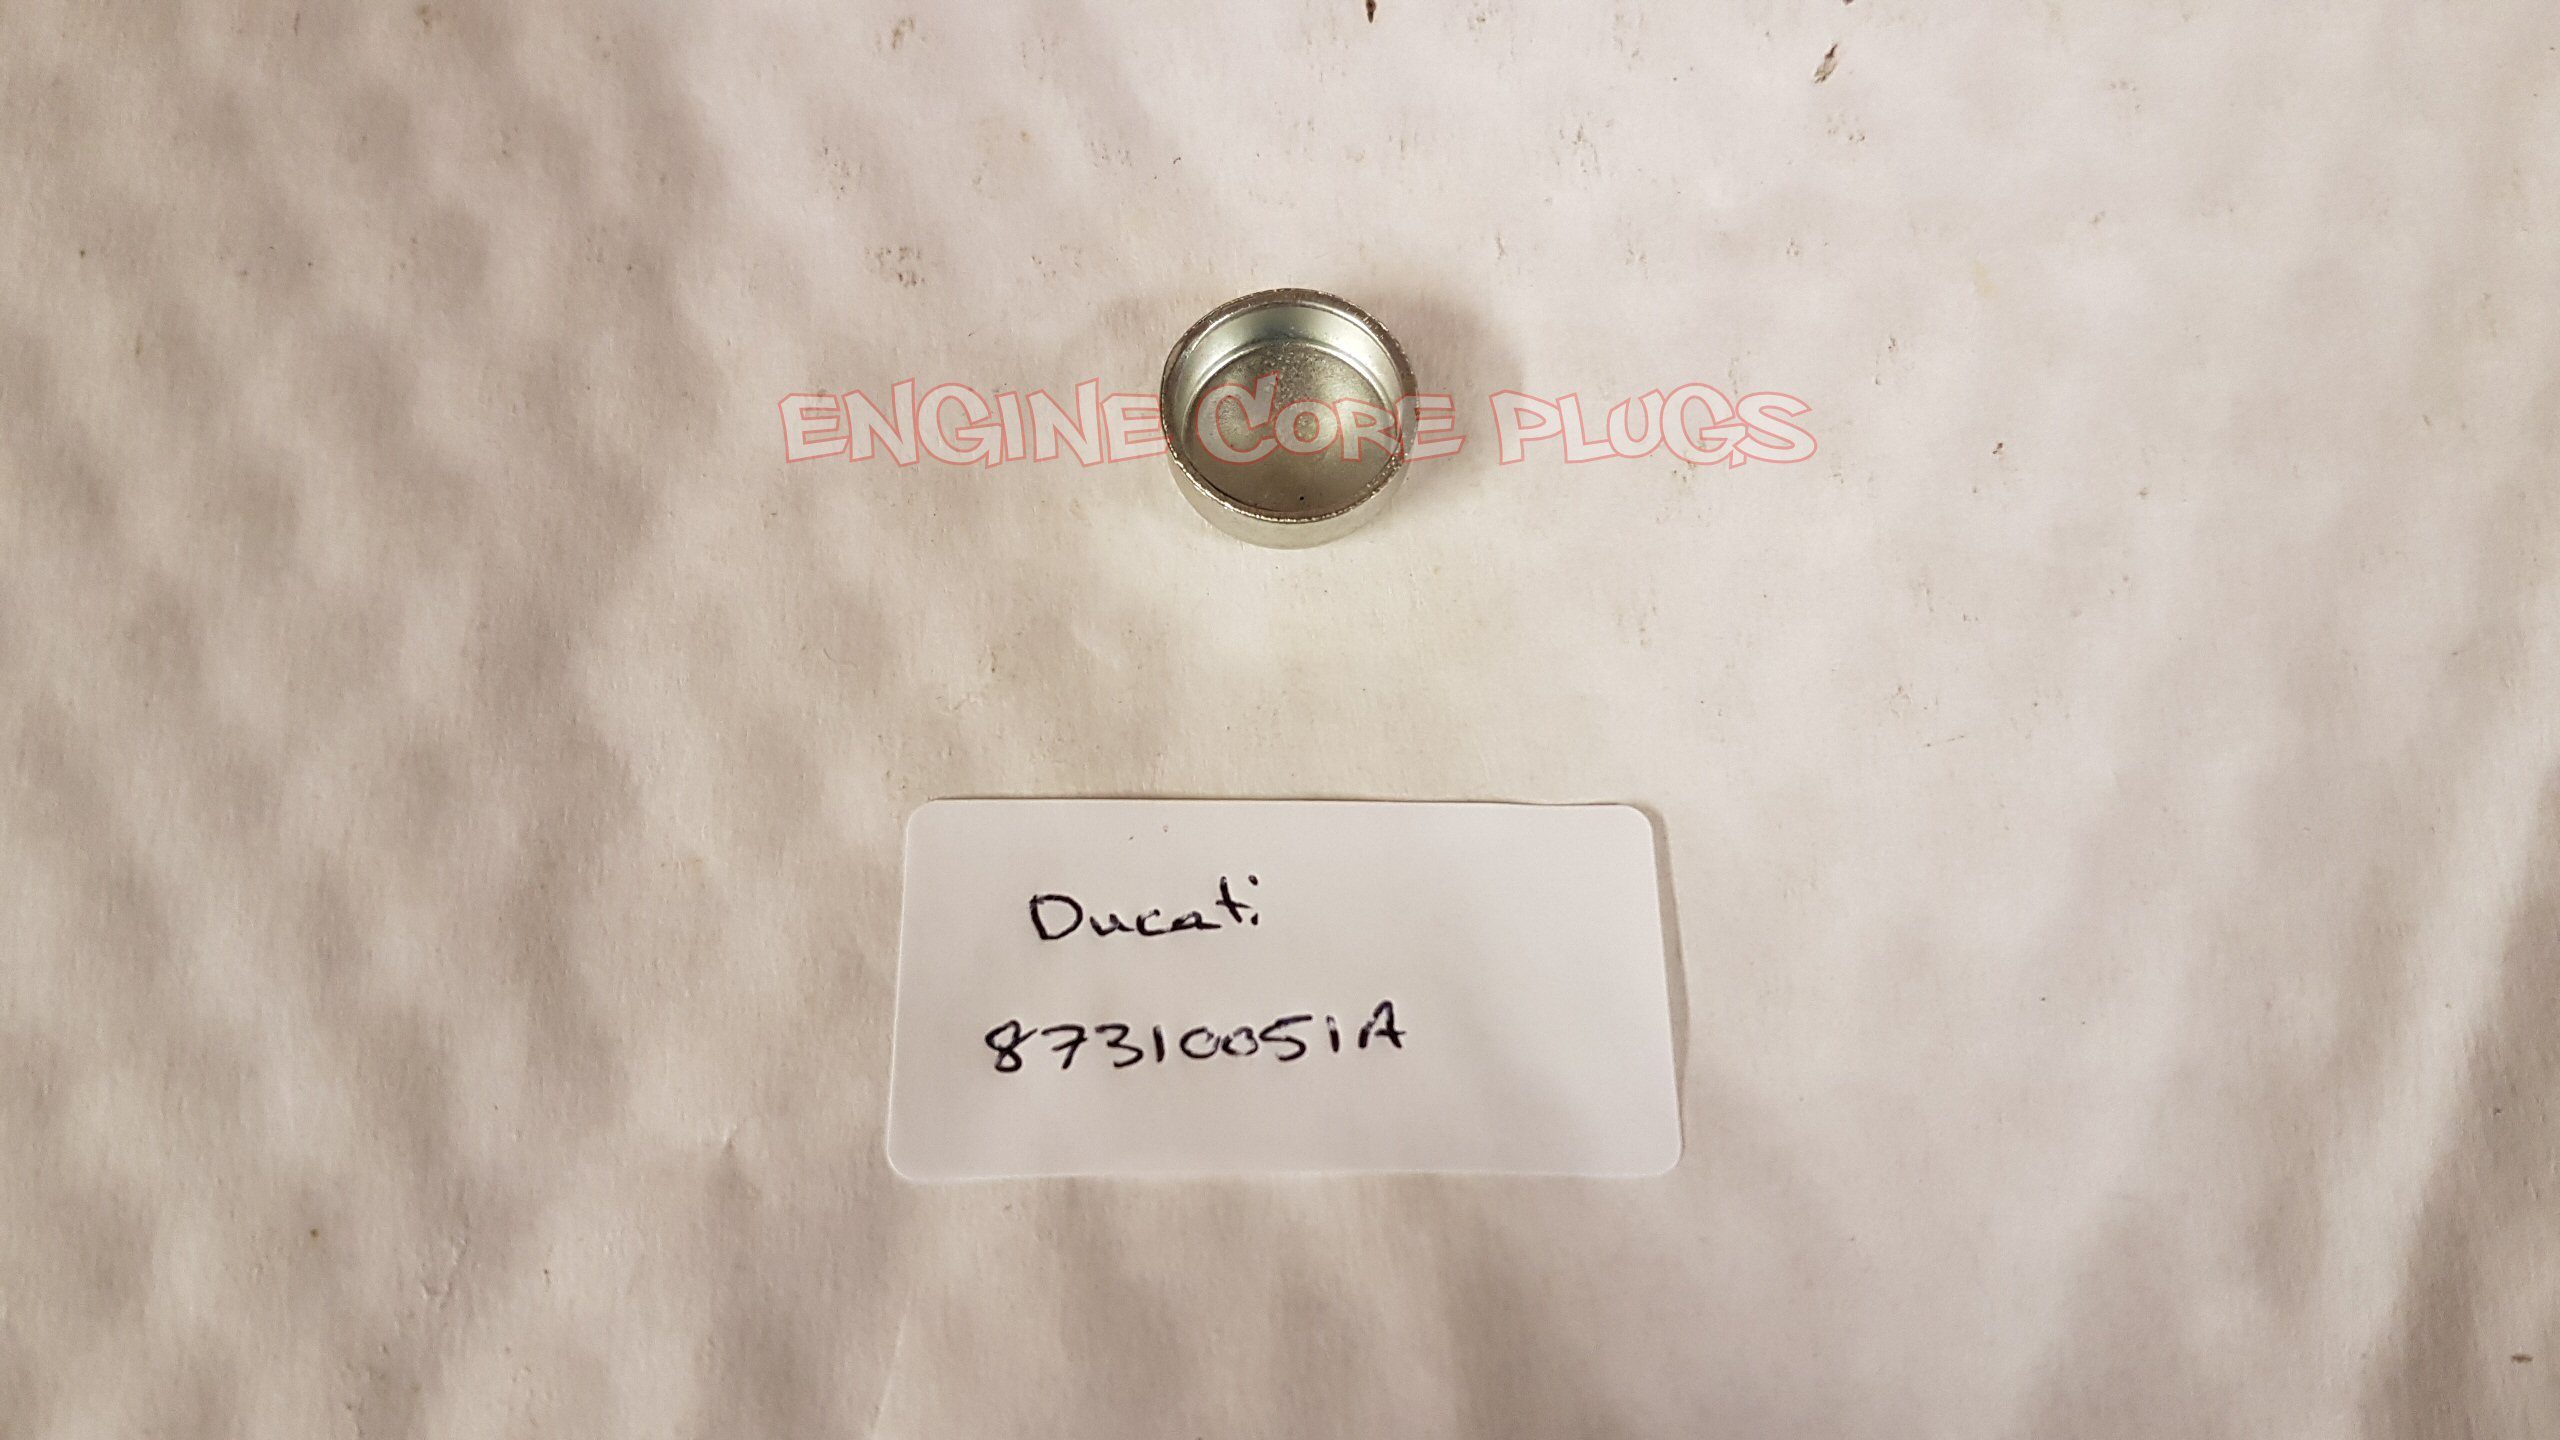 ENGINE CORE PLUGS
Ducati
87310051A